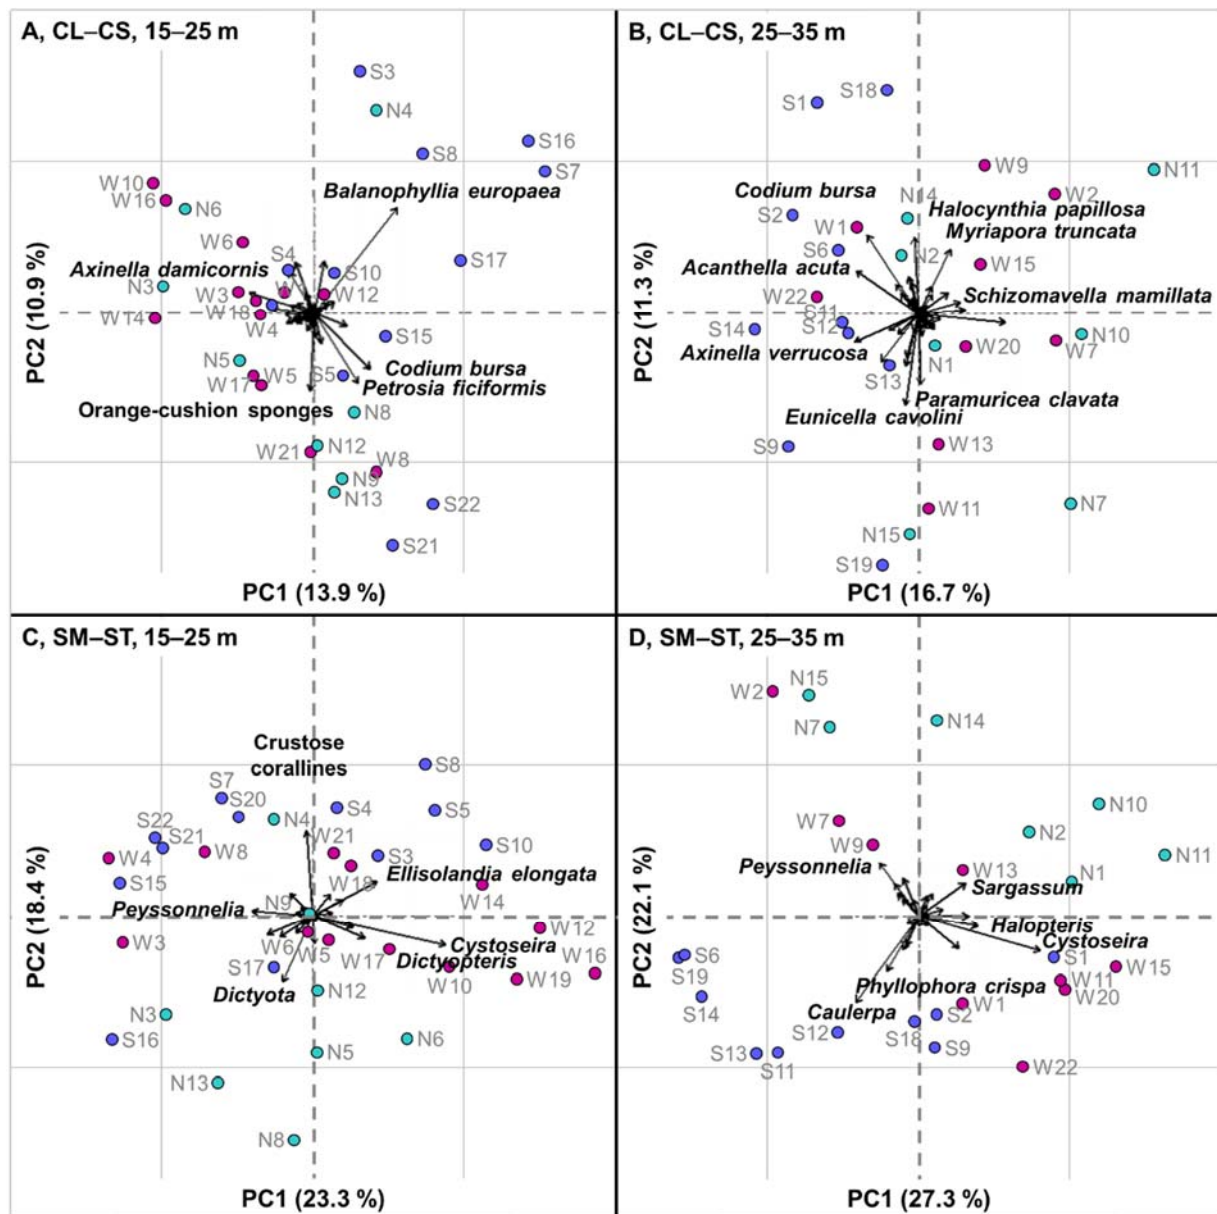 A, CL–CS, 15–25 m
S3
N4
S16
S8
S7
W10
W16
N6
Balanophyllia europaea
W6
S4
S17
Axinella damicornis
S10
N3
W3
W
W12
W18
W14
W4
S15
N5
W5
S5
Codium bursa
W17
Petrosia ficiformis
Orange-cushion sponges
N8
W21
N12
W8
N9
N13
S22
S21
PC2 (10.9 %)
PC1 (13.9 %)
B, CL–CS, 25–35 m
S18
S1
W9
N11
Codium bursa
W2
N14
Halocynthia papillosa
S2
W1
Myriapora truncata
S6
N2
Acanthella acuta
W15
W22
Schizomavella mamillata
S11
S14
S12
N10
Axinella verrucosa
N1
W20
W7
S13
Paramuricea clavata
Eunicella cavolini
S9
W13
W11
N7
N15
S19
PC2 (11.3 %)
PC1 (16.7 %)
C, SM–ST, 15–25 m
Crustose
corallines
S8
S7
S20
S4
S5
S22
N4
S21
W21
S10
W4
W8
S3
S15
W18
Ellisolandia elongata
W14
Peyssonnelia
N9
W12
W3
W6
W5
Cystoseira
W17
Dictyopteris
W16
S17
W10
W19
Dictyota
N12
N3
S16
N5
N6
N13
N8
PC2 (18.4 %)
PC1 (23.3 %)
D, SM–ST, 25–35 m
W2
N15
N7
N14
N10
W7
N2
W9
N11
Peyssonnelia
W13
N1
Sargassum
Halopteris
Cystoseira
S6
S1
S19
W15
W11
Phyllophora crispa
W20
S14
Caulerpa
W1
S12
S2
S18
S13
S9
S11
W22
PC2 (22.1 %)
PC1 (27.3 %)